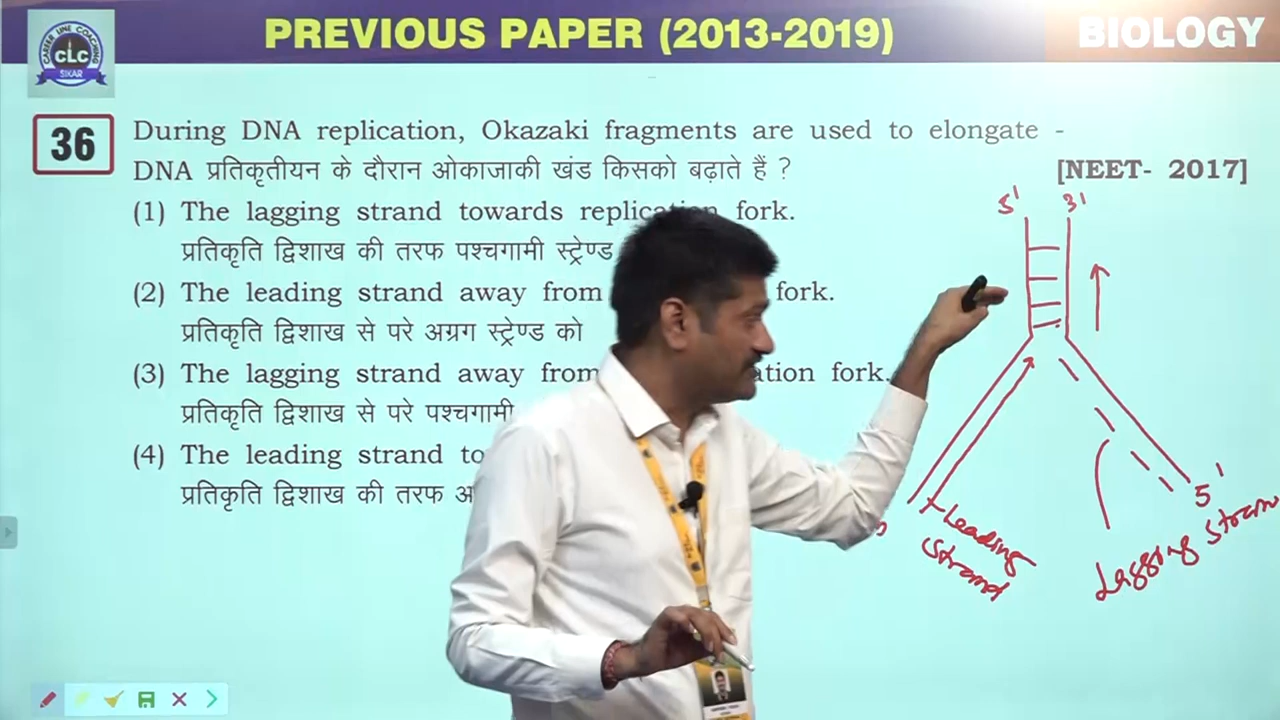 PREVIOUS PAPER (2013-2019)
BIOLOGY
CAREER LINE COACHING
CLC
SIKAR
36
During DNA replication, Okazaki fragments are used to elongate -
DNA प्रतिकृतीयन के दौरान ओकाजाकी खंड किसको बढ़ाते हैं ?
[NEET- 2017]
(1) The lagging strand towards replication fork.
प्रतिकृति द्विशाख की तरफ पश्चगामी स्ट्रेण्ड
(2) The leading strand away from fork.
प्रतिकृति द्विशाख से परे अग्रग स्ट्रेण्ड को
(3) The lagging strand away from fork.
प्रतिकृति द्विशाख से परे पश्चगामी
(4) The leading strand
प्रतिकृति द्विशाख की तरफ
5' 3'
5'
Leading
Strand
Lagging